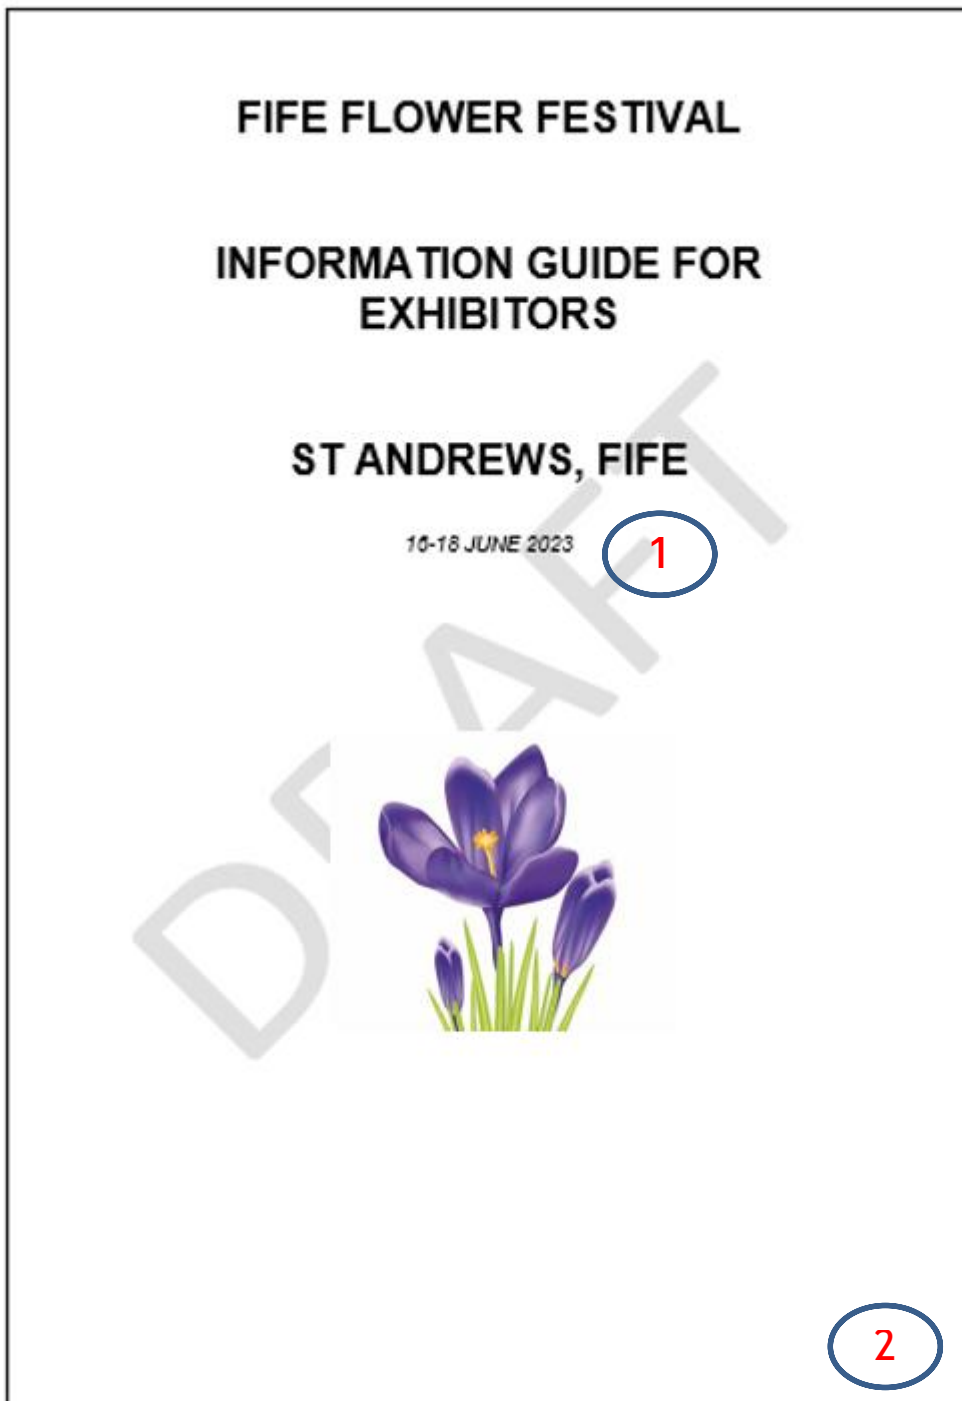 FIFE FLOWER FESTIVAL
INFORMATION GUIDE FOR
EXHIBITORS
ST ANDREWS, FIFE
16-18 JUNE 2023
1
DRAFT
2